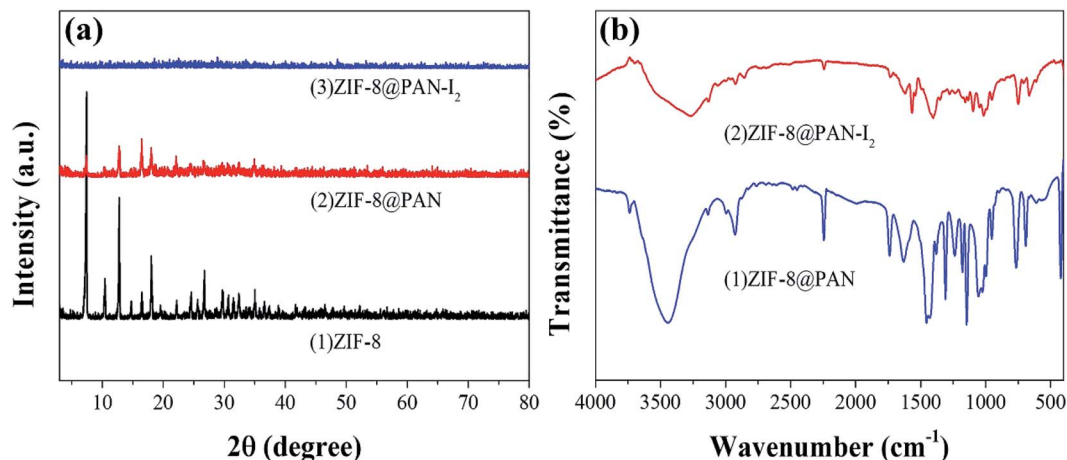 (a)
(3)ZIF-8@PAN-I₂
(2)ZIF-8@PAN
(1)ZIF-8
Intensity (a.u.)
10 20 30 40 50 60 70 80
2θ (degree)
(b)
(2)ZIF-8@PAN-I₂
(1)ZIF-8@PAN
Transmittance (%)
4000 3500 3000 2500 2000 1500 1000 500
Wavenumber (cm⁻¹)